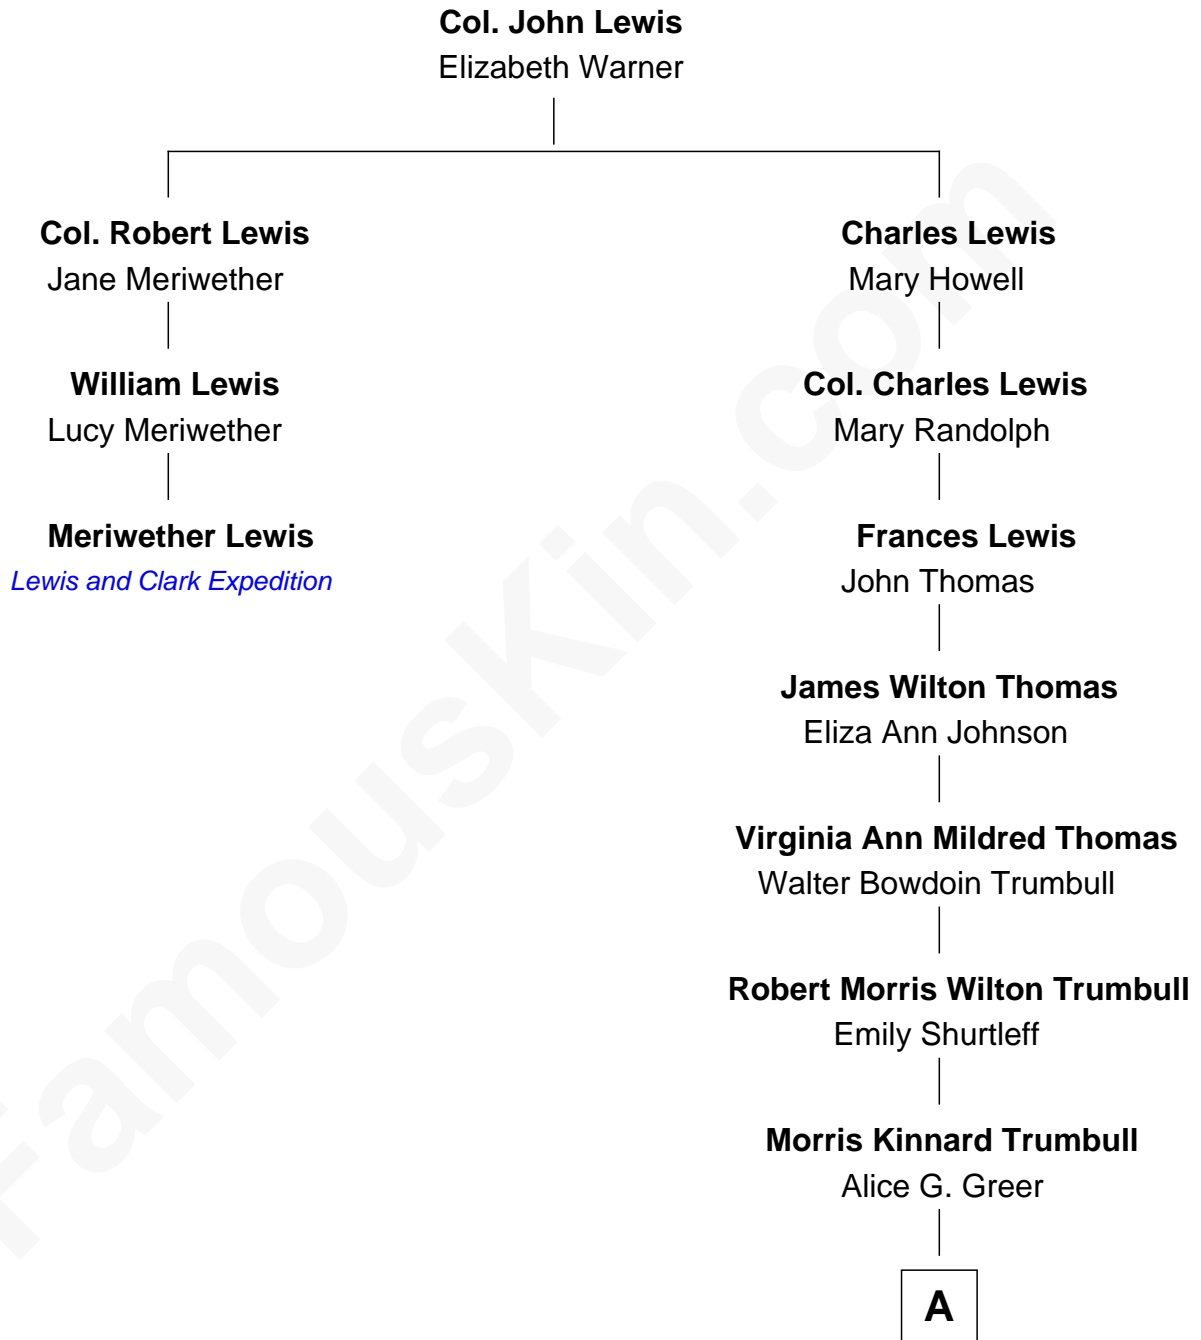 Col. John Lewis
Elizabeth Warner
Col. Robert Lewis
Jane Meriwether
William Lewis
Lucy Meriwether
Meriwether Lewis
Lewis and Clark Expedition
Charles Lewis
Mary Howell
Col. Charles Lewis
Mary Randolph
Frances Lewis
John Thomas
James Wilton Thomas
Eliza Ann Johnson
Virginia Ann Mildred Thomas
Walter Bowdoin Trumbull
Robert Morris Wilton Trumbull
Emily Shurtleff
Morris Kinnard Trumbull
Alice G. Greer
A
FamousKin.com